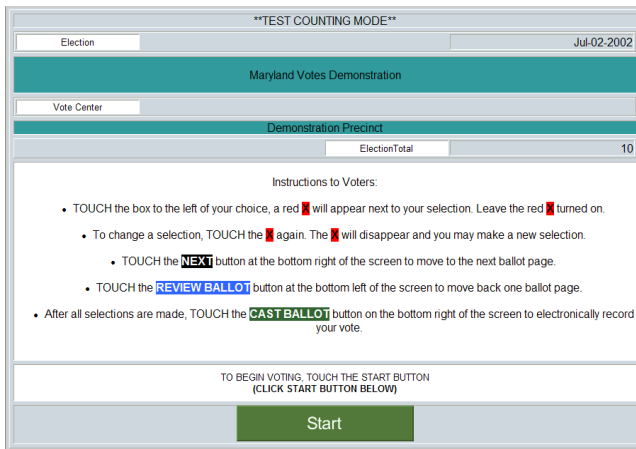 **TEST COUNTING MODE**
Election Jul-02-2002
Maryland Votes Demonstration
Vote Center
Demonstration Precinct
ElectionTotal 10
Instructions to Voters:
• TOUCH the box to the left of your choice, a red X will appear next to your selection. Leave the red X turned on.
• To change a selection, TOUCH the X again. The X will disappear and you may make a new selection.
• TOUCH the NEXT button at the bottom right of the screen to move to the next ballot page.
• TOUCH the REVIEW BALLOT button at the bottom left of the screen to move back one ballot page.
• After all selections are made, TOUCH the CAST BALLOT button on the bottom right of the screen to electronically record
your vote.
TO BEGIN VOTING, TOUCH THE START BUTTON
(CLICK START BUTTON BELOW)
Start